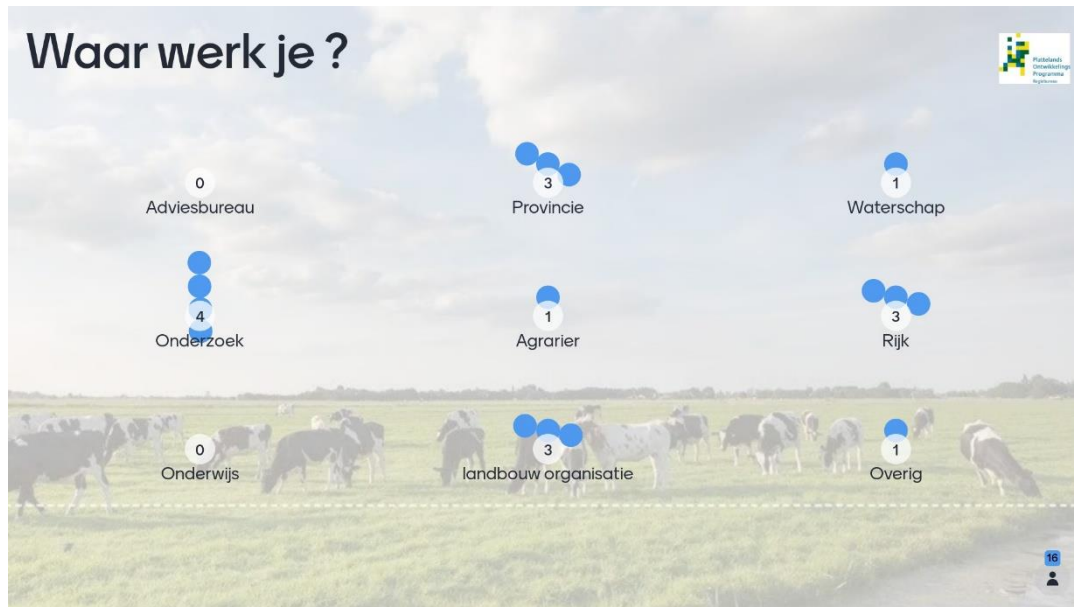 Waar werk je ?
Plattelands
Ontwikkelings
Programma
Regiebureau
0
Adviesbureau
3
Provincie
1
Waterschap
4
Onderzoek
1
Agrarier
3
Rijk
0
Onderwijs
3
landbouw organisatie
1
Overig
16